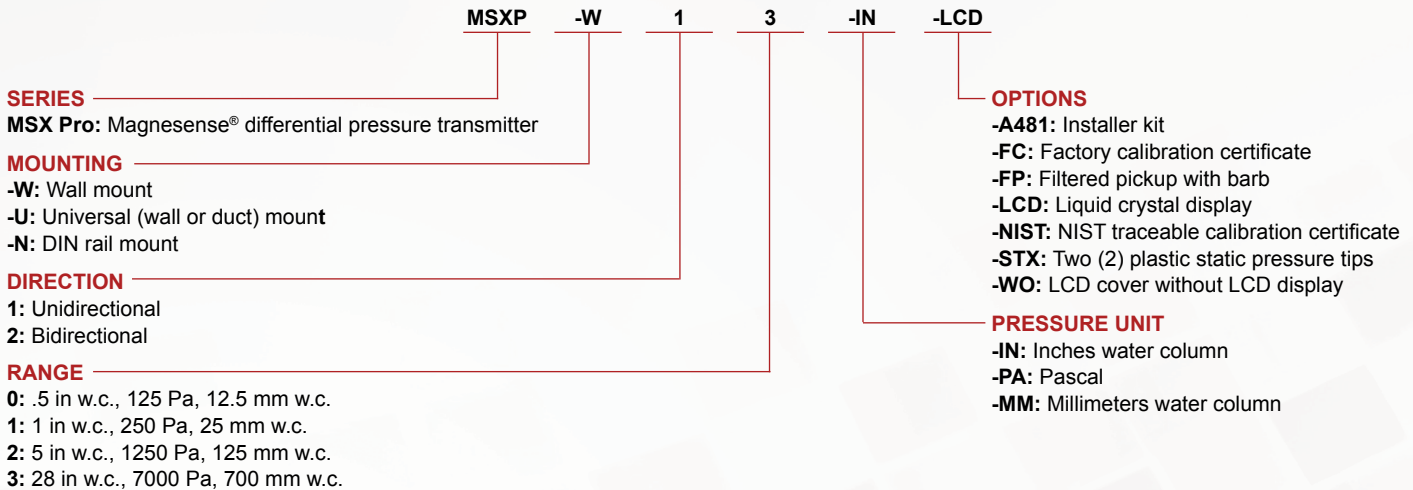 MSXP -W 1 3 -IN -LCD
SERIES
MSX Pro: Magnesense® differential pressure transmitter
MOUNTING
-W: Wall mount
-U: Universal (wall or duct) mount
-N: DIN rail mount
DIRECTION
1: Unidirectional
2: Bidirectional
RANGE
0: .5 in w.c., 125 Pa, 12.5 mm w.c.
1: 1 in w.c., 250 Pa, 25 mm w.c.
2: 5 in w.c., 1250 Pa, 125 mm w.c.
3: 28 in w.c., 7000 Pa, 700 mm w.c.
OPTIONS
-A481: Installer kit
-FC: Factory calibration certificate
-FP: Filtered pickup with barb
-LCD: Liquid crystal display
-NIST: NIST traceable calibration certificate
-STX: Two (2) plastic static pressure tips
-WO: LCD cover without LCD display
PRESSURE UNIT
-IN: Inches water column
-PA: Pascal
-MM: Millimeters water column